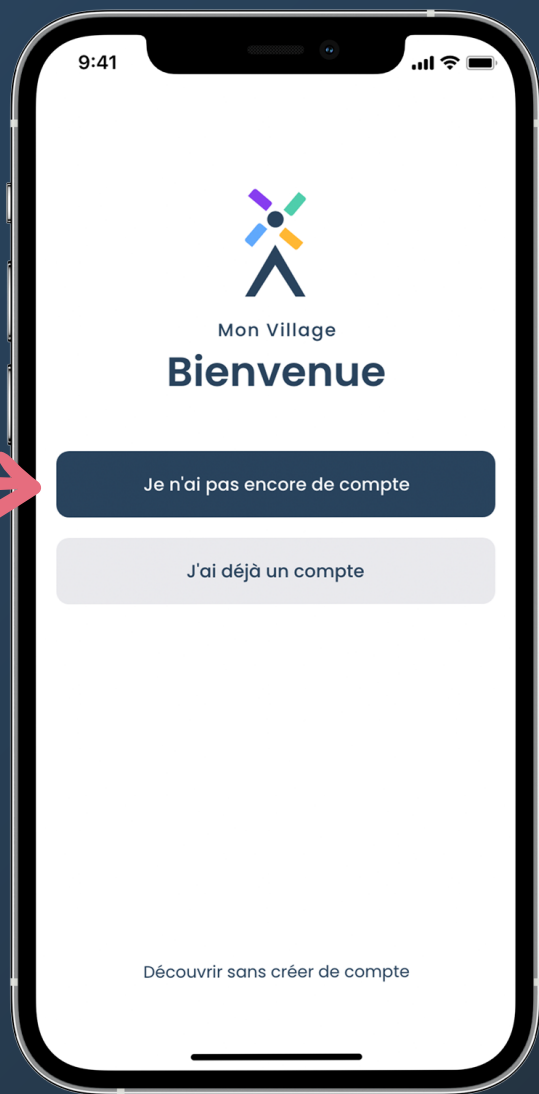 9:41
Mon Village
Bienvenue
Je n'ai pas encore de compte
J'ai déjà un compte
Découvrir sans créer de compte